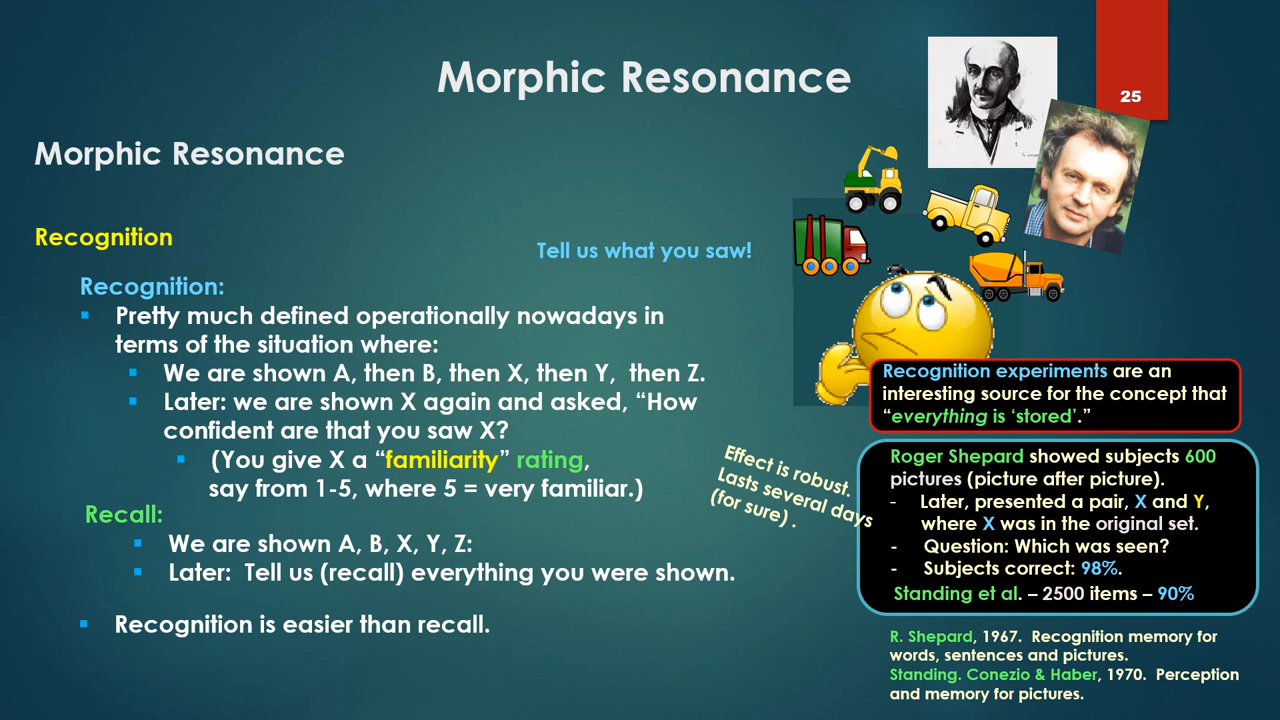 Morphic Resonance
25
Morphic Resonance
Recognition
Tell us what you saw!
Recognition:
Pretty much defined operationally nowadays in
terms of the situation where:
We are shown A, then B, then X, then Y, then Z.
Later: we are shown X again and asked, “How
confident are that you saw X?
(You give X a “familiarity” rating,
say from 1-5, where 5 = very familiar.)
Recall:
We are shown A, B, X, Y, Z:
Later: Tell us (recall) everything you were shown.
Recognition is easier than recall.
Effect is robust.
Lasts several days
(for sure) .
Recognition experiments are an
interesting source for the concept that
“everything is ‘stored’.”
Roger Shepard showed subjects 600
pictures (picture after picture).
- Later, presented a pair, X and Y,
where X was in the original set.
- Question: Which was seen?
- Subjects correct: 98%.
Standing et al. – 2500 items – 90%
R. Shepard, 1967. Recognition memory for
words, sentences and pictures.
Standing. Conezio & Haber, 1970. Perception
and memory for pictures.